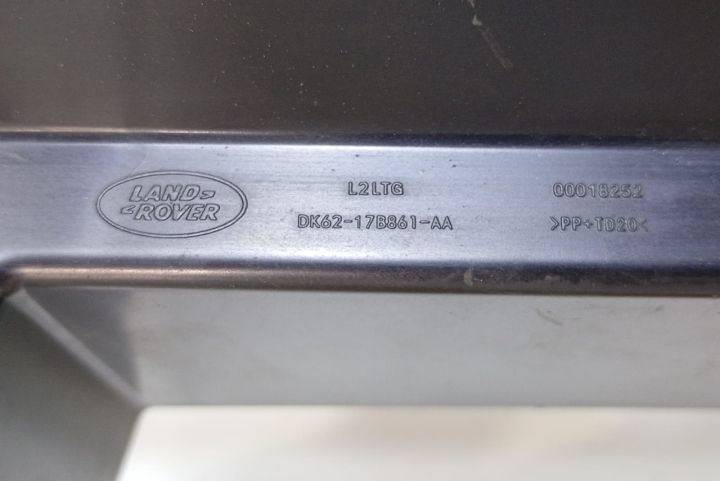 LAND
ROVER
L2LTG
DK62-17B861-AA
00018252
>PP+TD20<